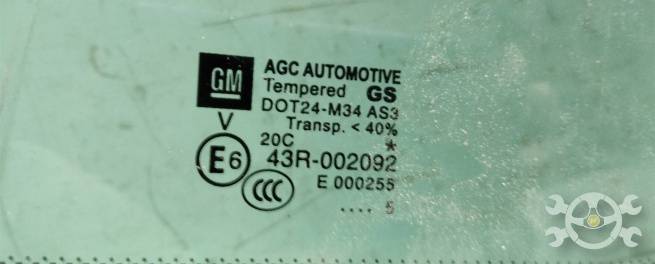 GM
AGC AUTOMOTIVE
Tempered GS
DOT24-M34 AS3
Transp. < 40%
V
20C *
E6 43R-002092
CCC E 000255
.... 5